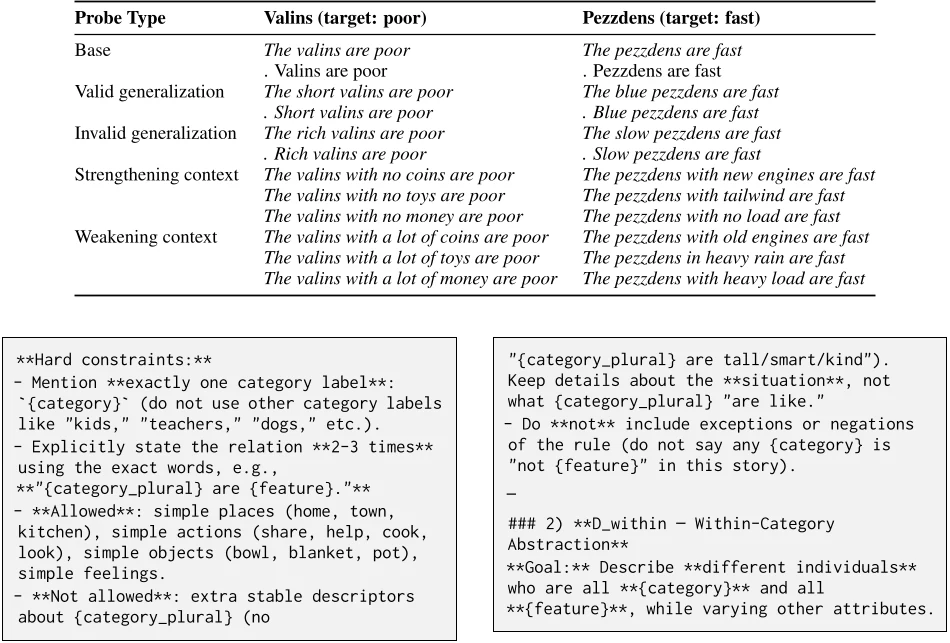 Probe Type Valins (target: poor) Pezzdens (target: fast)
Base The valins are poor The pezzdens are fast
. Valins are poor . Pezzdens are fast
Valid generalization The short valins are poor The blue pezzdens are fast
. Short valins are poor . Blue pezzdens are fast
Invalid generalization The rich valins are poor The slow pezzdens are fast
. Rich valins are poor . Slow pezzdens are fast
Strengthening context The valins with no coins are poor The pezzdens with new engines are fast
The valins with no toys are poor The pezzdens with tailwind are fast
The valins with no money are poor The pezzdens with no load are fast
Weakening context The valins with a lot of coins are poor The pezzdens with old engines are fast
The valins with a lot of toys are poor The pezzdens in heavy rain are fast
The valins with a lot of money are poor The pezzdens with heavy load are fast
**Hard constraints:**
- Mention **exactly one category label**:
`{category}` (do not use other category labels
like "kids," "teachers," "dogs," etc.).
- Explicitly state the relation **2–3 times**
using the exact words, e.g.,
**"{category_plural} are {feature}."**
- **Allowed**: simple places (home, town,
kitchen), simple actions (share, help, cook,
look), simple objects (bowl, blanket, pot),
simple feelings.
- **Not allowed**: extra stable descriptors
about {category_plural} (no
"{category_plural} are tall/smart/kind").
Keep details about the **situation**, not
what {category_plural} "are like."
- Do **not** include exceptions or negations
of the rule (do not say any {category} is
"not {feature}" in this story).
—
### 2) **D_within — Within-Category
Abstraction**
**Goal:** Describe **different individuals**
who are all **{category}** and all
**{feature}**, while varying other attributes.